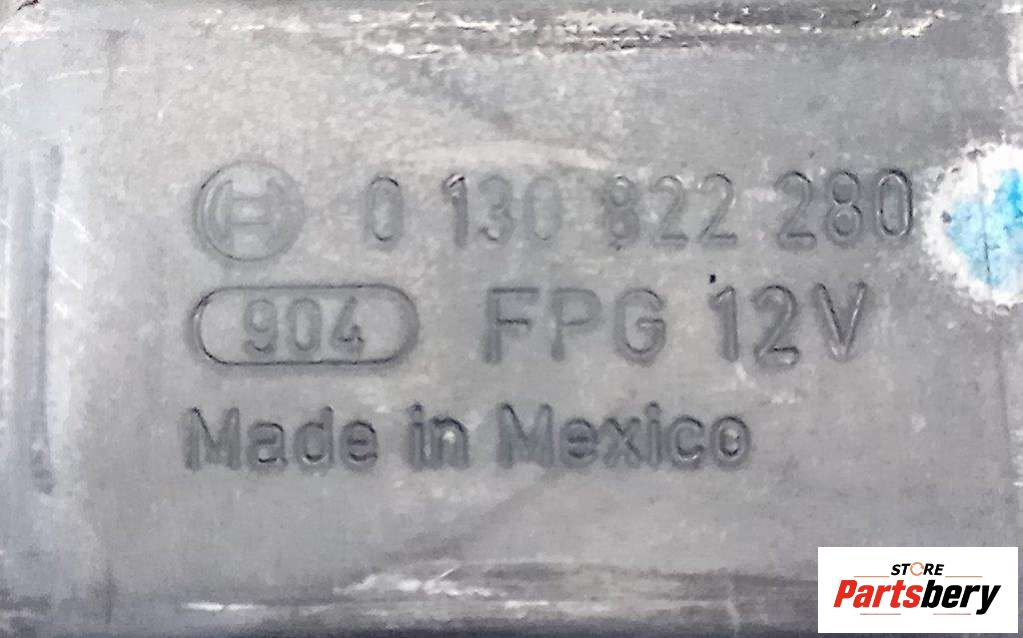 0 130 822 280
904 FPG 12V
Made in Mexico
STORE
Partsbery